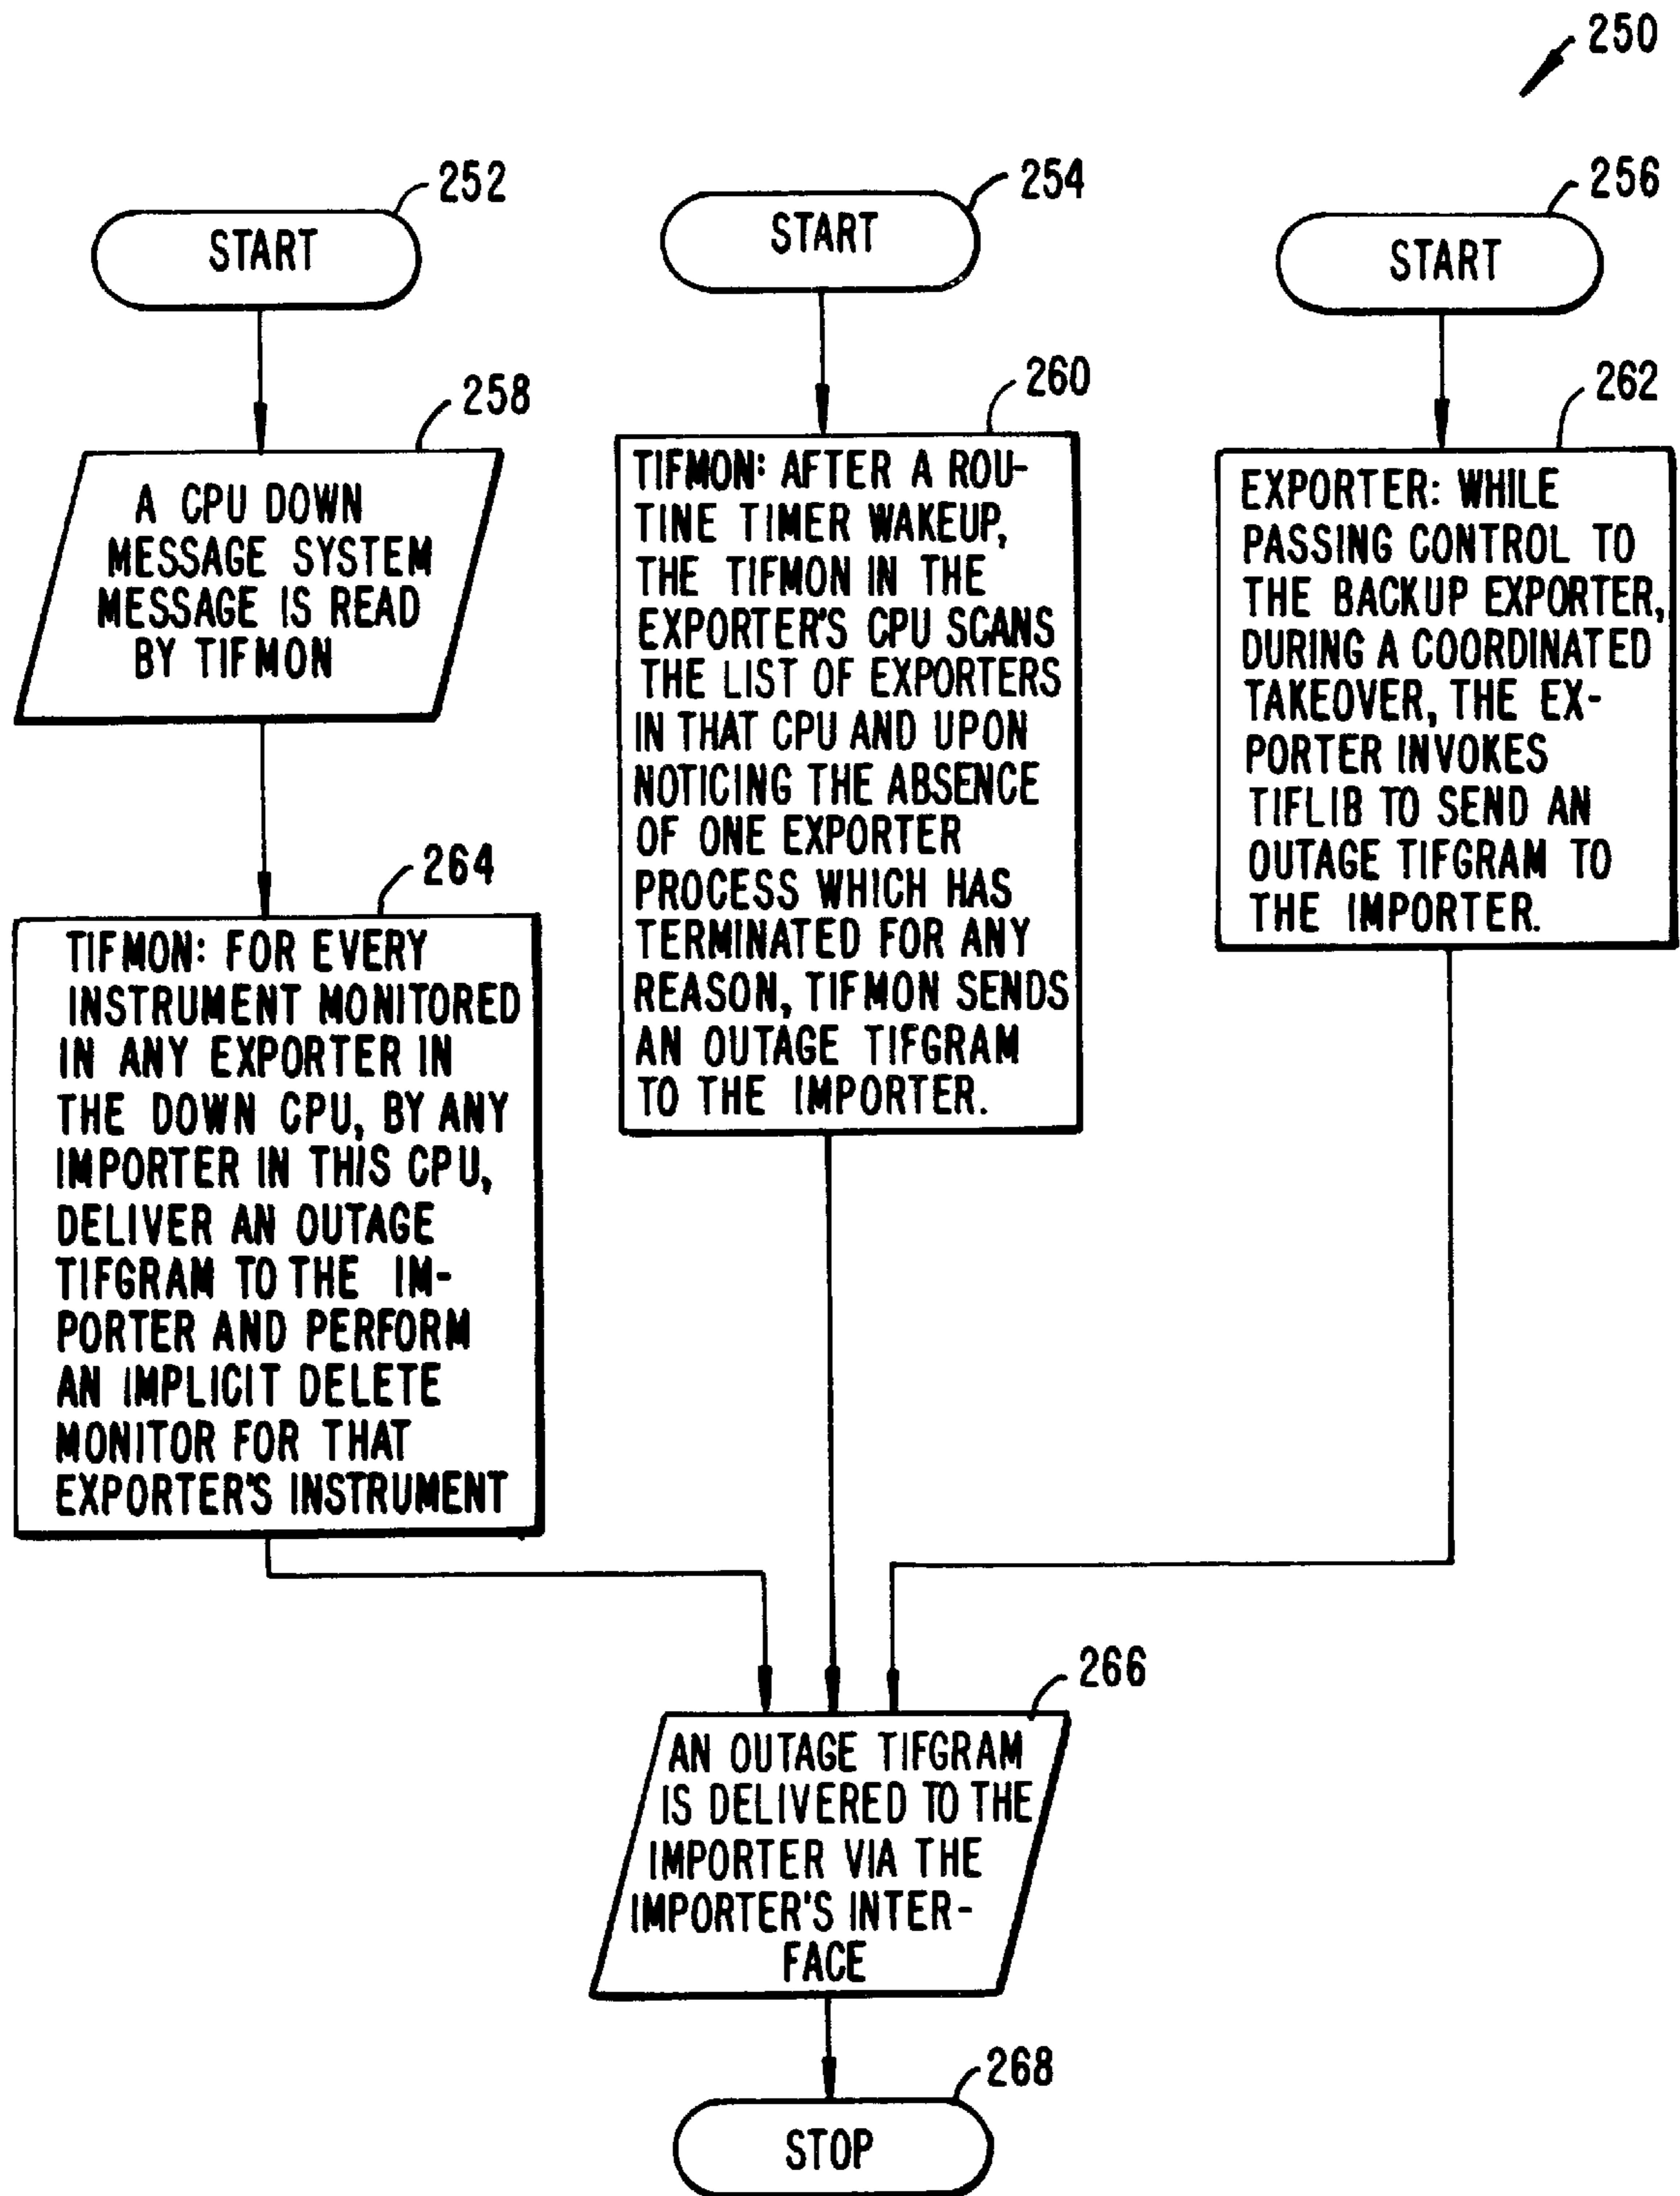 250
252
START
254
START
256
START
258
A CPU DOWN
MESSAGE SYSTEM
MESSAGE IS READ
BY TIFMON
260
TIFMON: AFTER A ROU-
TINE TIMER WAKEUP,
THE TIFMON IN THE
EXPORTER'S CPU SCANS
THE LIST OF EXPORTERS
IN THAT CPU AND UPON
NOTICING THE ABSENCE
OF ONE EXPORTER
PROCESS WHICH HAS
TERMINATED FOR ANY
REASON, TIFMON SENDS
AN OUTAGE TIFGRAM
TO THE IMPORTER.
262
EXPORTER: WHILE
PASSING CONTROL TO
THE BACKUP EXPORTER,
DURING A COORDINATED
TAKEOVER, THE EX-
PORTER INVOKES
TIFLIB TO SEND AN
OUTAGE TIFGRAM TO
THE IMPORTER.
264
TIFMON: FOR EVERY
INSTRUMENT MONITORED
IN ANY EXPORTER IN
THE DOWN CPU, BY ANY
IMPORTER IN THIS CPU,
DELIVER AN OUTAGE
TIFGRAM TO THE IM-
PORTER AND PERFORM
AN IMPLICIT DELETE
MONITOR FOR THAT
EXPORTER'S INSTRUMENT
266
AN OUTAGE TIFGRAM
IS DELIVERED TO THE
IMPORTER VIA THE
IMPORTER'S INTER-
FACE
268
STOP